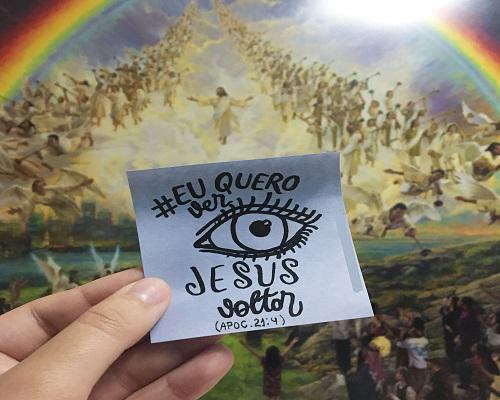 #EU QUERO
ver
JESUS
voltar
(APOC. 21:4)